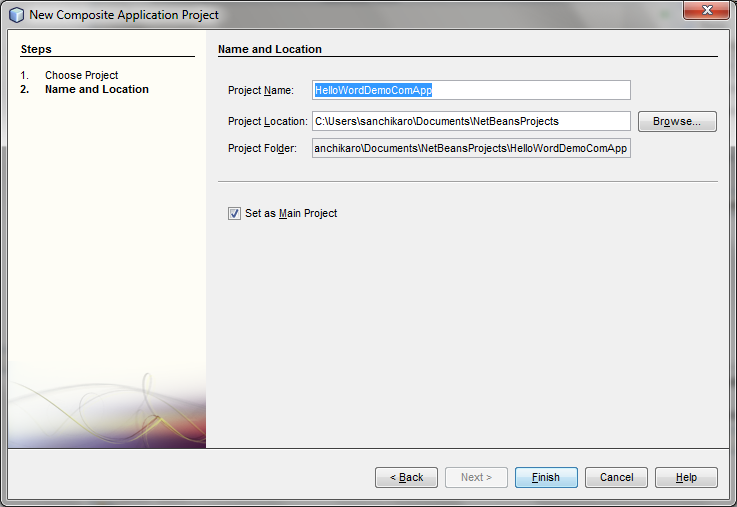 New Composite Application Project
Steps
1. Choose Project
2. Name and Location
Name and Location
Project Name: HelloWordDemoComApp
Project Location: C:\Users\sanchikaro\Documents\NetBeansProjects Browse...
Project Folder: anchikaro\Documents\NetBeansProjects\HelloWordDemoComApp
Set as Main Project
< Back Next > Finish Cancel Help